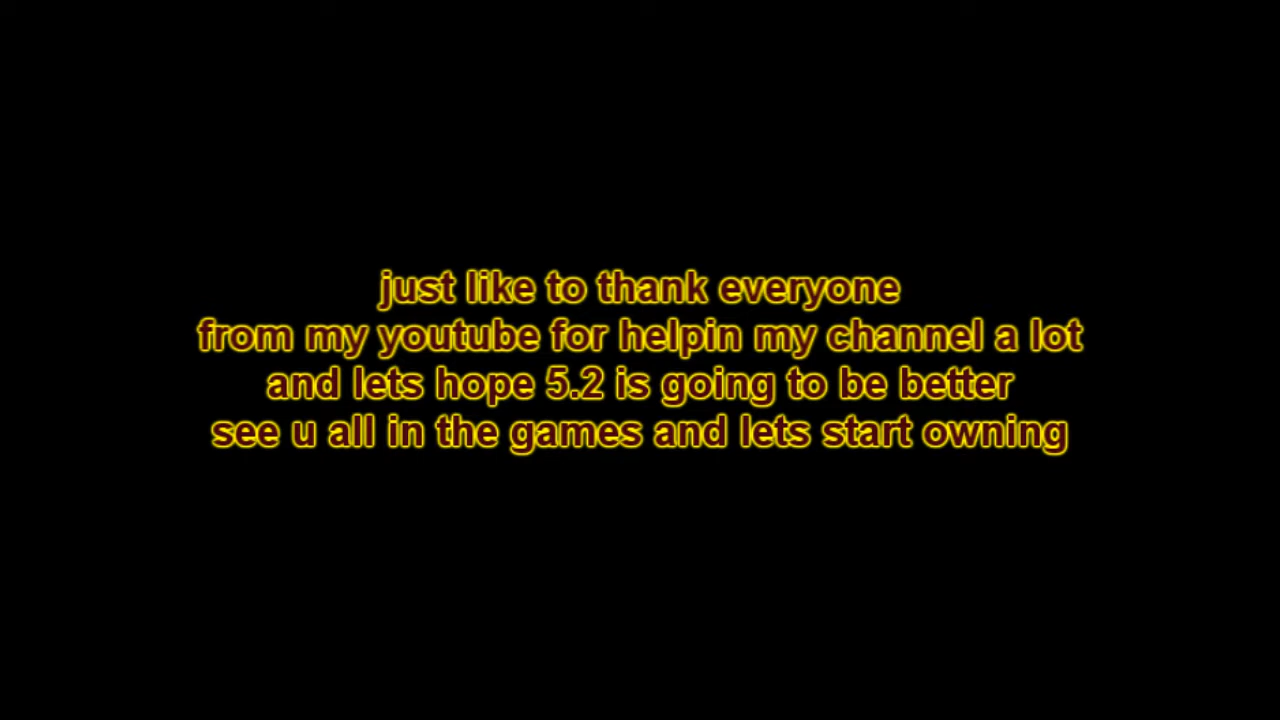 just like to thank everyone
from my youtube for helpin my channel a lot
and lets hope 5.2 is going to be better
see u all in the games and lets start owning